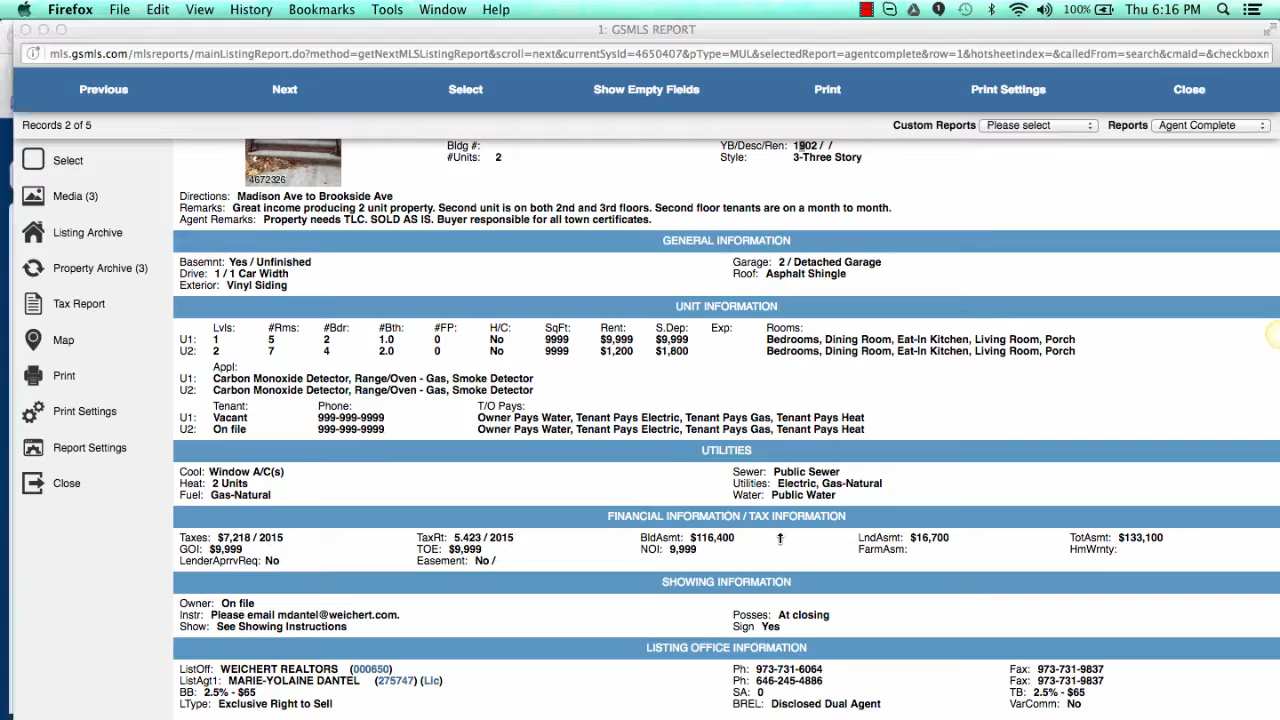 Firefox File Edit View History Bookmarks Tools Window Help 100% Thu 6:16 PM
1: GSMLS REPORT
mls.gsmls.com/mlsreports/mainListingReport.do?method=getNextMLSListingReport&scroll=next&currentSysId=4650407&pType=MUL&selectedReport=agentcomplete&row=1&hotsheetindex=&calledFrom=search&cmaId=&checkboxn
Previous Next Select Show Empty Fields Print Print Settings Close
Records 2 of 5 Custom Reports Please select Reports Agent Complete
Select
Media (3)
Listing Archive
Property Archive (3)
Tax Report
Map
Print
Print Settings
Report Settings
Close
4672326
Bldg #: YB/Desc/Ren: 1902 / /
#Units: 2 Style: 3-Three Story
Directions: Madison Ave to Brookside Ave
Remarks: Great income producing 2 unit property. Second unit is on both 2nd and 3rd floors. Second floor tenants are on a month to month.
Agent Remarks: Property needs TLC. SOLD AS IS. Buyer responsible for all town certificates.
GENERAL INFORMATION
Basemnt: Yes / Unfinished Garage: 2 / Detached Garage
Drive: 1 / 1 Car Width Roof: Asphalt Shingle
Exterior: Vinyl Siding
UNIT INFORMATION
Lvls: #Rms: #Bdr: #Bth: #FP: H/C: SqFt: Rent: S.Dep: Exp: Rooms:
U1: 1 5 2 1.0 0 No 9999 $9,999 $9,999 Bedrooms, Dining Room, Eat-In Kitchen, Living Room, Porch
U2: 2 7 4 2.0 0 No 9999 $1,200 $1,800 Bedrooms, Dining Room, Eat-In Kitchen, Living Room, Porch
Appl:
U1: Carbon Monoxide Detector, Range/Oven - Gas, Smoke Detector
U2: Carbon Monoxide Detector, Range/Oven - Gas, Smoke Detector
Tenant: Phone: T/O Pays:
U1: Vacant 999-999-9999 Owner Pays Water, Tenant Pays Electric, Tenant Pays Gas, Tenant Pays Heat
U2: On file 999-999-9999 Owner Pays Water, Tenant Pays Electric, Tenant Pays Gas, Tenant Pays Heat
UTILITIES
Cool: Window A/C(s) Sewer: Public Sewer
Heat: 2 Units Utilities: Electric, Gas-Natural
Fuel: Gas-Natural Water: Public Water
FINANCIAL INFORMATION / TAX INFORMATION
Taxes: $7,218 / 2015 TaxRt: 5.423 / 2015 BldAsmt: $116,400 LndAsmt: $16,700 TotAsmt: $133,100
GOI: $9,999 TOE: $9,999 NOI: 9,999 FarmAsm: HmWrnty:
LenderApprvReq: No Easement: No /
SHOWING INFORMATION
Owner: On file
Instr: Please email mdantel@weichert.com. Posses: At closing
Show: See Showing Instructions Sign Yes
LISTING OFFICE INFORMATION
ListOff: WEICHERT REALTORS (000650) Ph: 973-731-6064 Fax: 973-731-9837
ListAgt1: MARIE-YOLAINE DANTEL (275747) (Lic) Ph: 646-245-4886 Fax: 973-731-9837
BB: 2.5% - $65 SA: 0 TB: 2.5% - $65
LType: Exclusive Right to Sell BREL: Disclosed Dual Agent VarComm: No